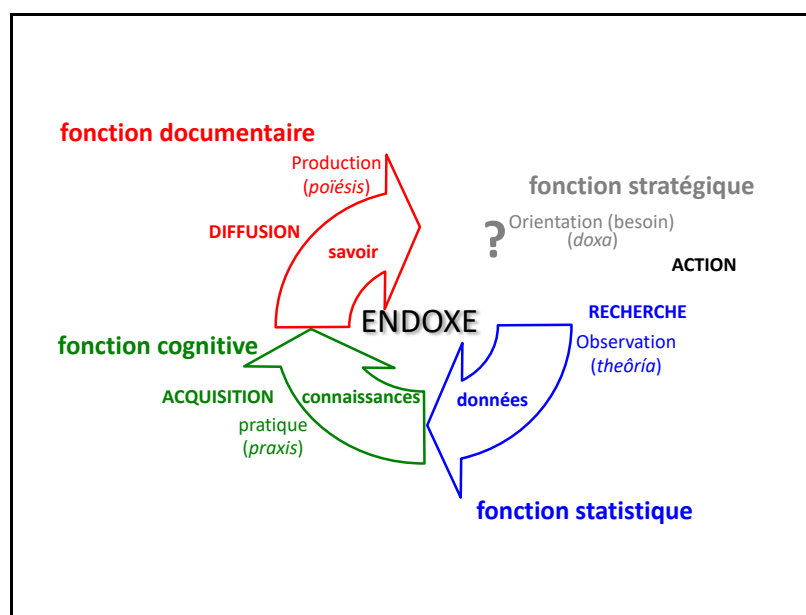 fonction documentaire
Production
(poïésis)
DIFFUSION
savoir
fonction stratégique
?
Orientation (besoin)
(doxa)
ACTION
ENDOXE
RECHERCHE
Observation
(theôría)
données
fonction cognitive
ACQUISITION
connaissances
pratique
(praxis)
fonction statistique